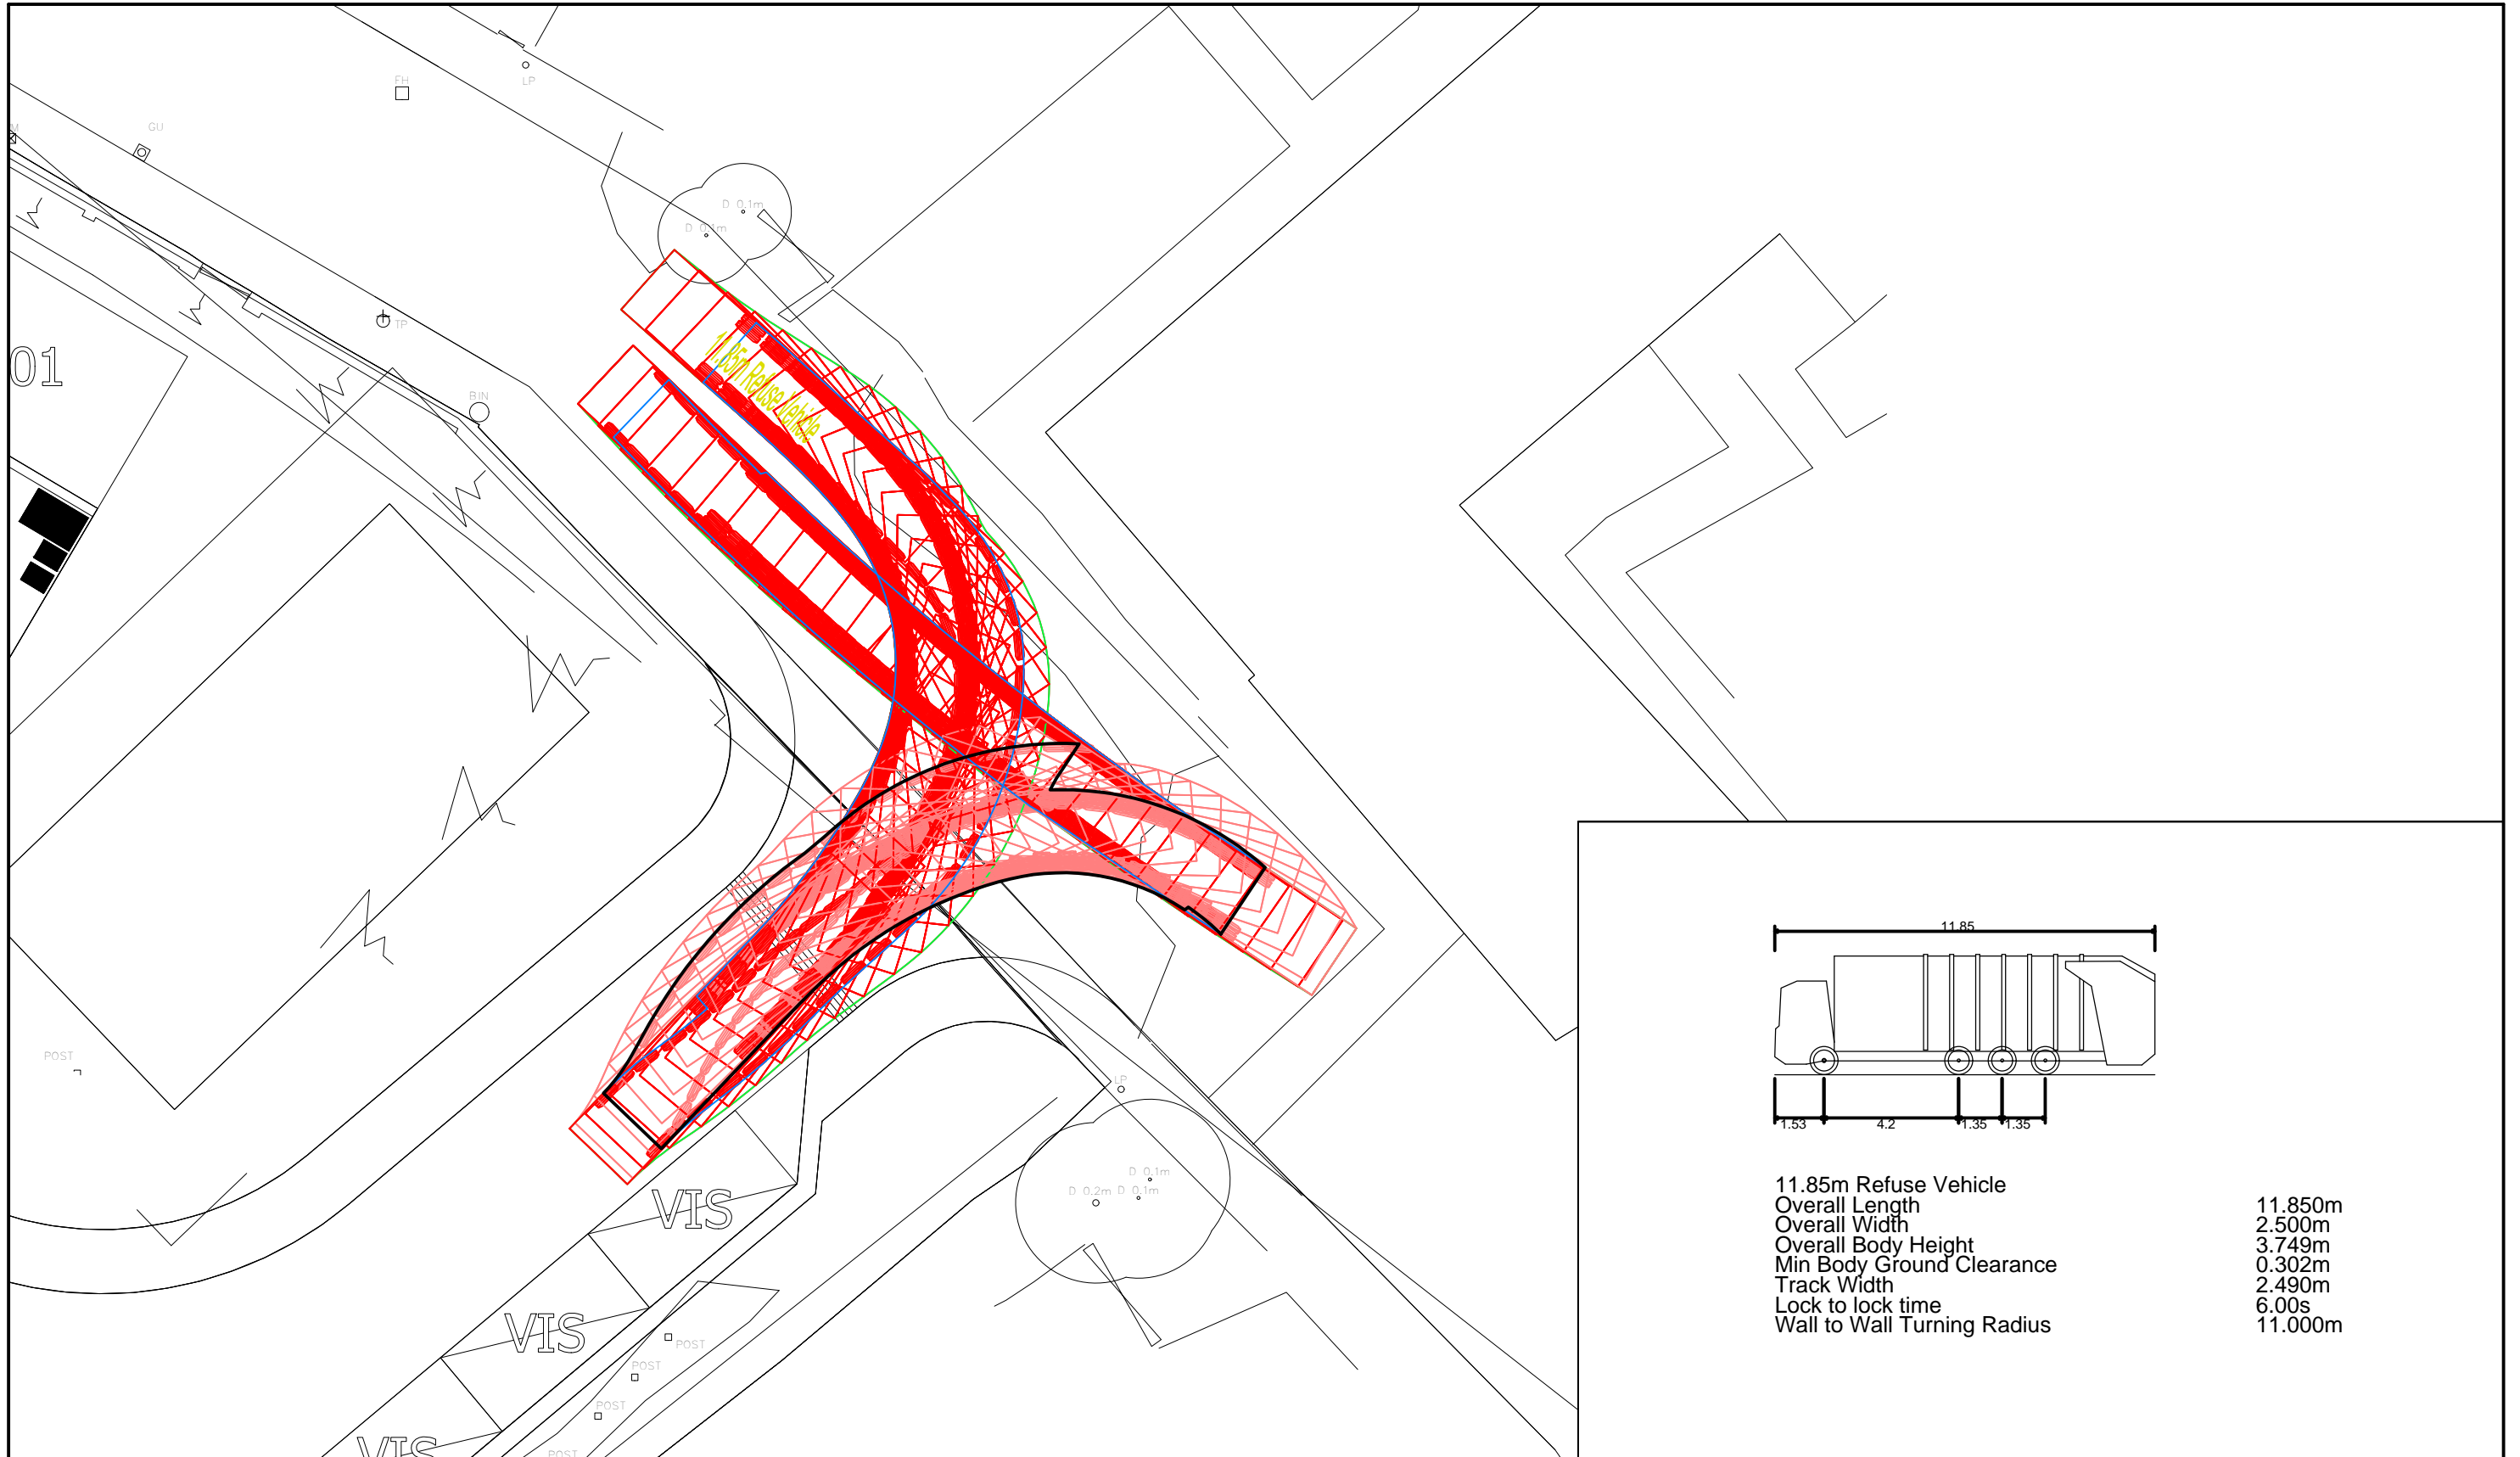 FH
LP
M
GU
D 0.1m
D 0.1m
TP
01
BIN
11.85m Refuse Vehicle
POST
LP
D 0.1m
D 0.2m
D 0.1m
VIS
VIS
POST
POST
POST
VIS
POST
11.85
1.53
4.2
1.35
1.35
11.85m Refuse Vehicle
Overall Length 11.850m
Overall Width 2.500m
Overall Body Height 3.749m
Min Body Ground Clearance 0.302m
Track Width 2.490m
Lock to lock time 6.00s
Wall to Wall Turning Radius 11.000m